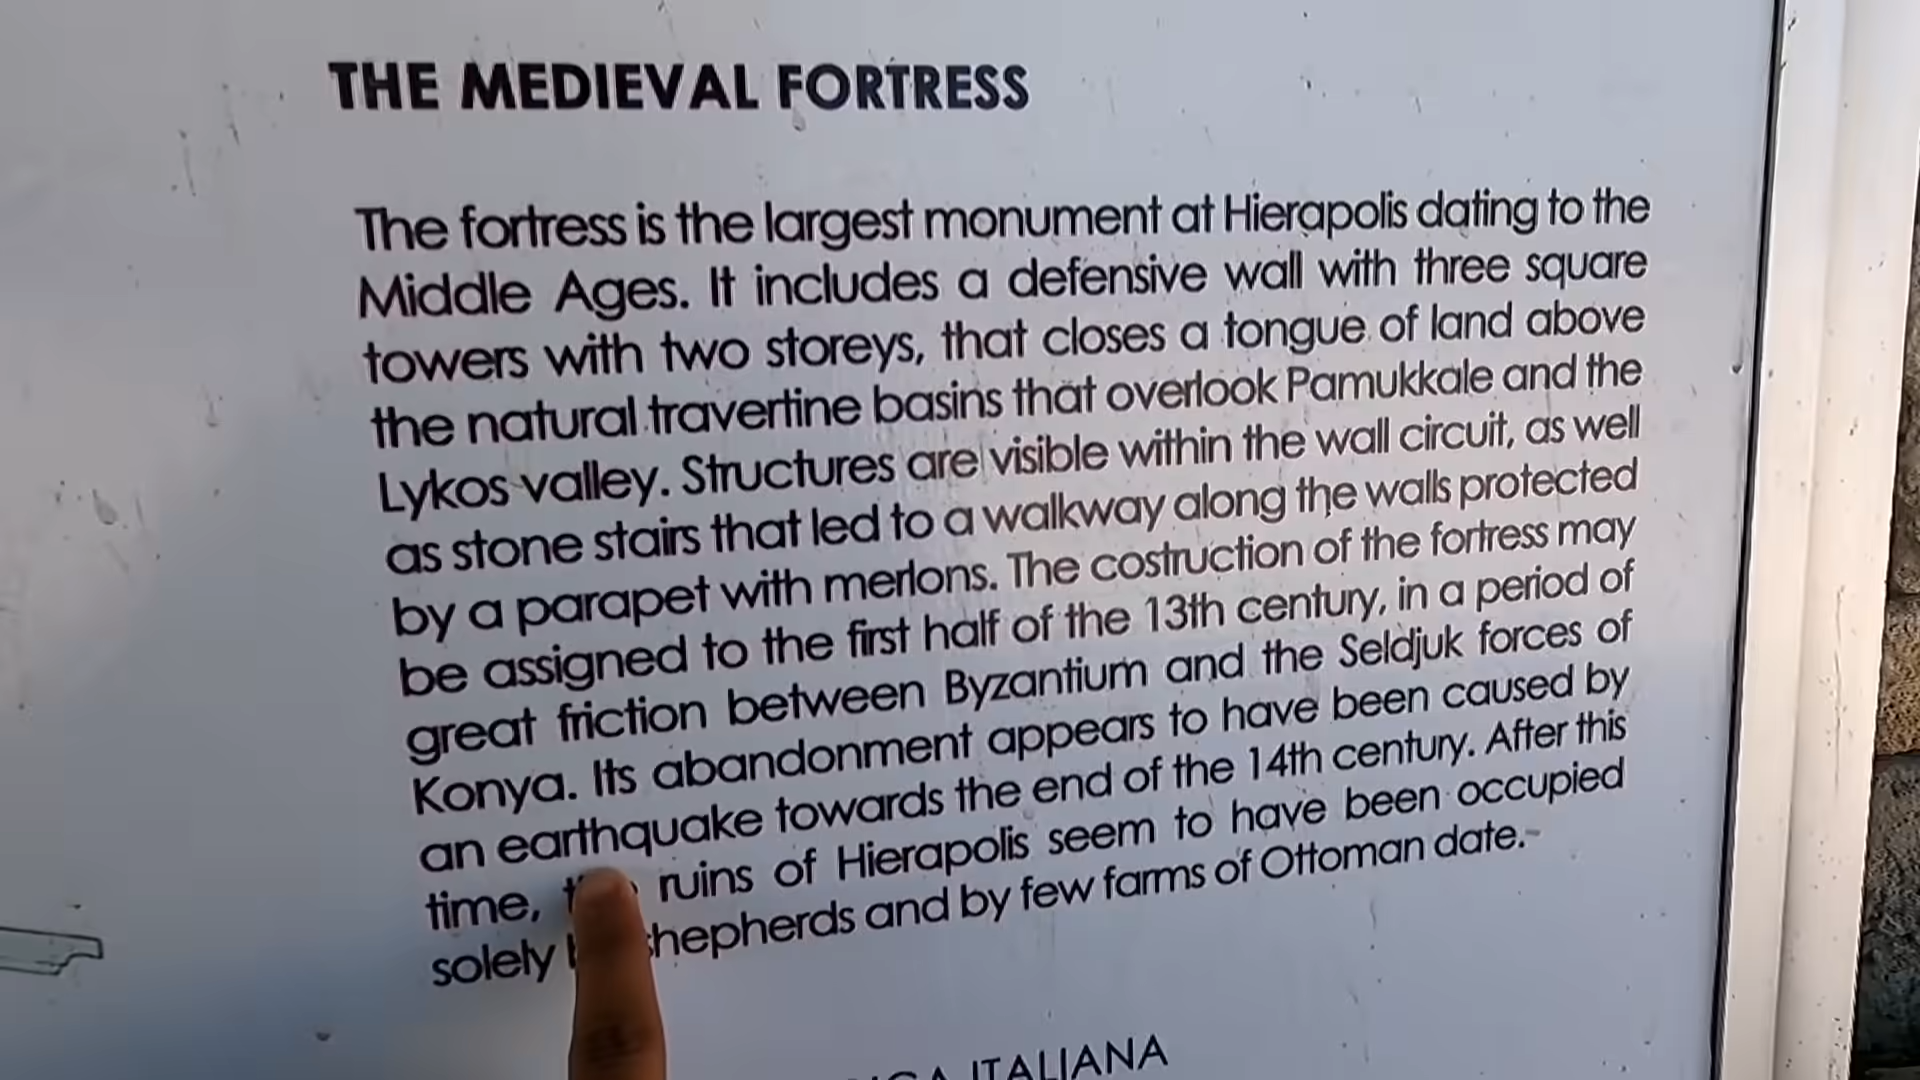 THE MEDIEVAL FORTRESS
The fortress is the largest monument at Hierapolis dating to the
Middle Ages. It includes a defensive wall with three square
towers with two storeys, that closes a tongue of land above
the natural travertine basins that overlook Pamukkale and the
Lykos valley. Structures are visible within the wall circuit, as well
as stone stairs that led to a walkway along the walls protected
by a parapet with merlons. The costruction of the fortress may
be assigned to the first half of the 13th century, in a period of
great friction between Byzantium and the Seldjuk forces of
Konya. Its abandonment appears to have been caused by
an earthquake towards the end of the 14th century. After this
time, ruins of Hierapolis seem to have been occupied
solely hepherds and by few farms of Ottoman date.
ITALIANA